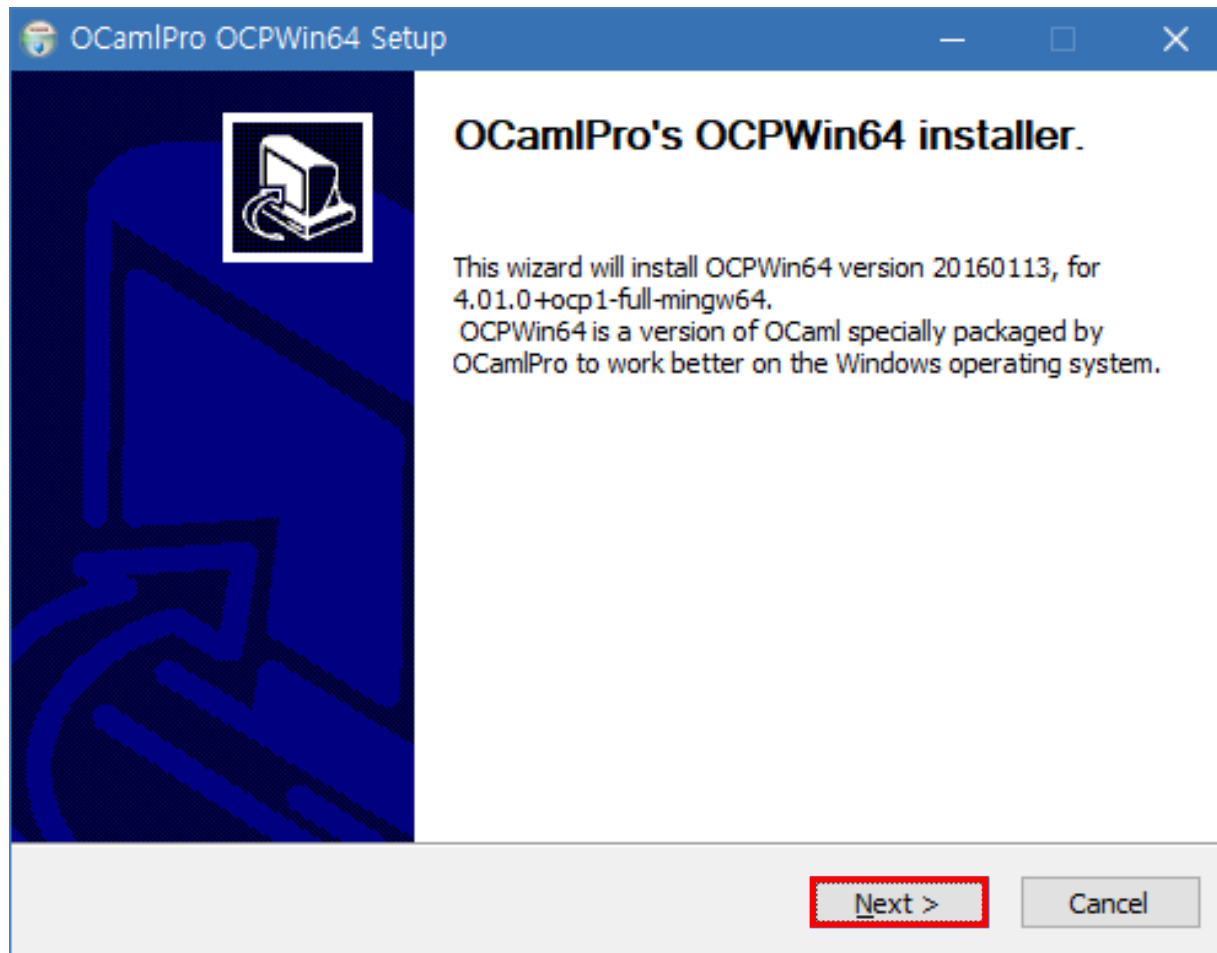 OCamlPro OCPWin64 Setup
OCamlPro's OCPWin64 installer.
This wizard will install OCPWin64 version 20160113, for
4.01.0+ocp1-full-mingw64.
OCPWin64 is a version of OCaml specially packaged by
OCamlPro to work better on the Windows operating system.
Next >
Cancel